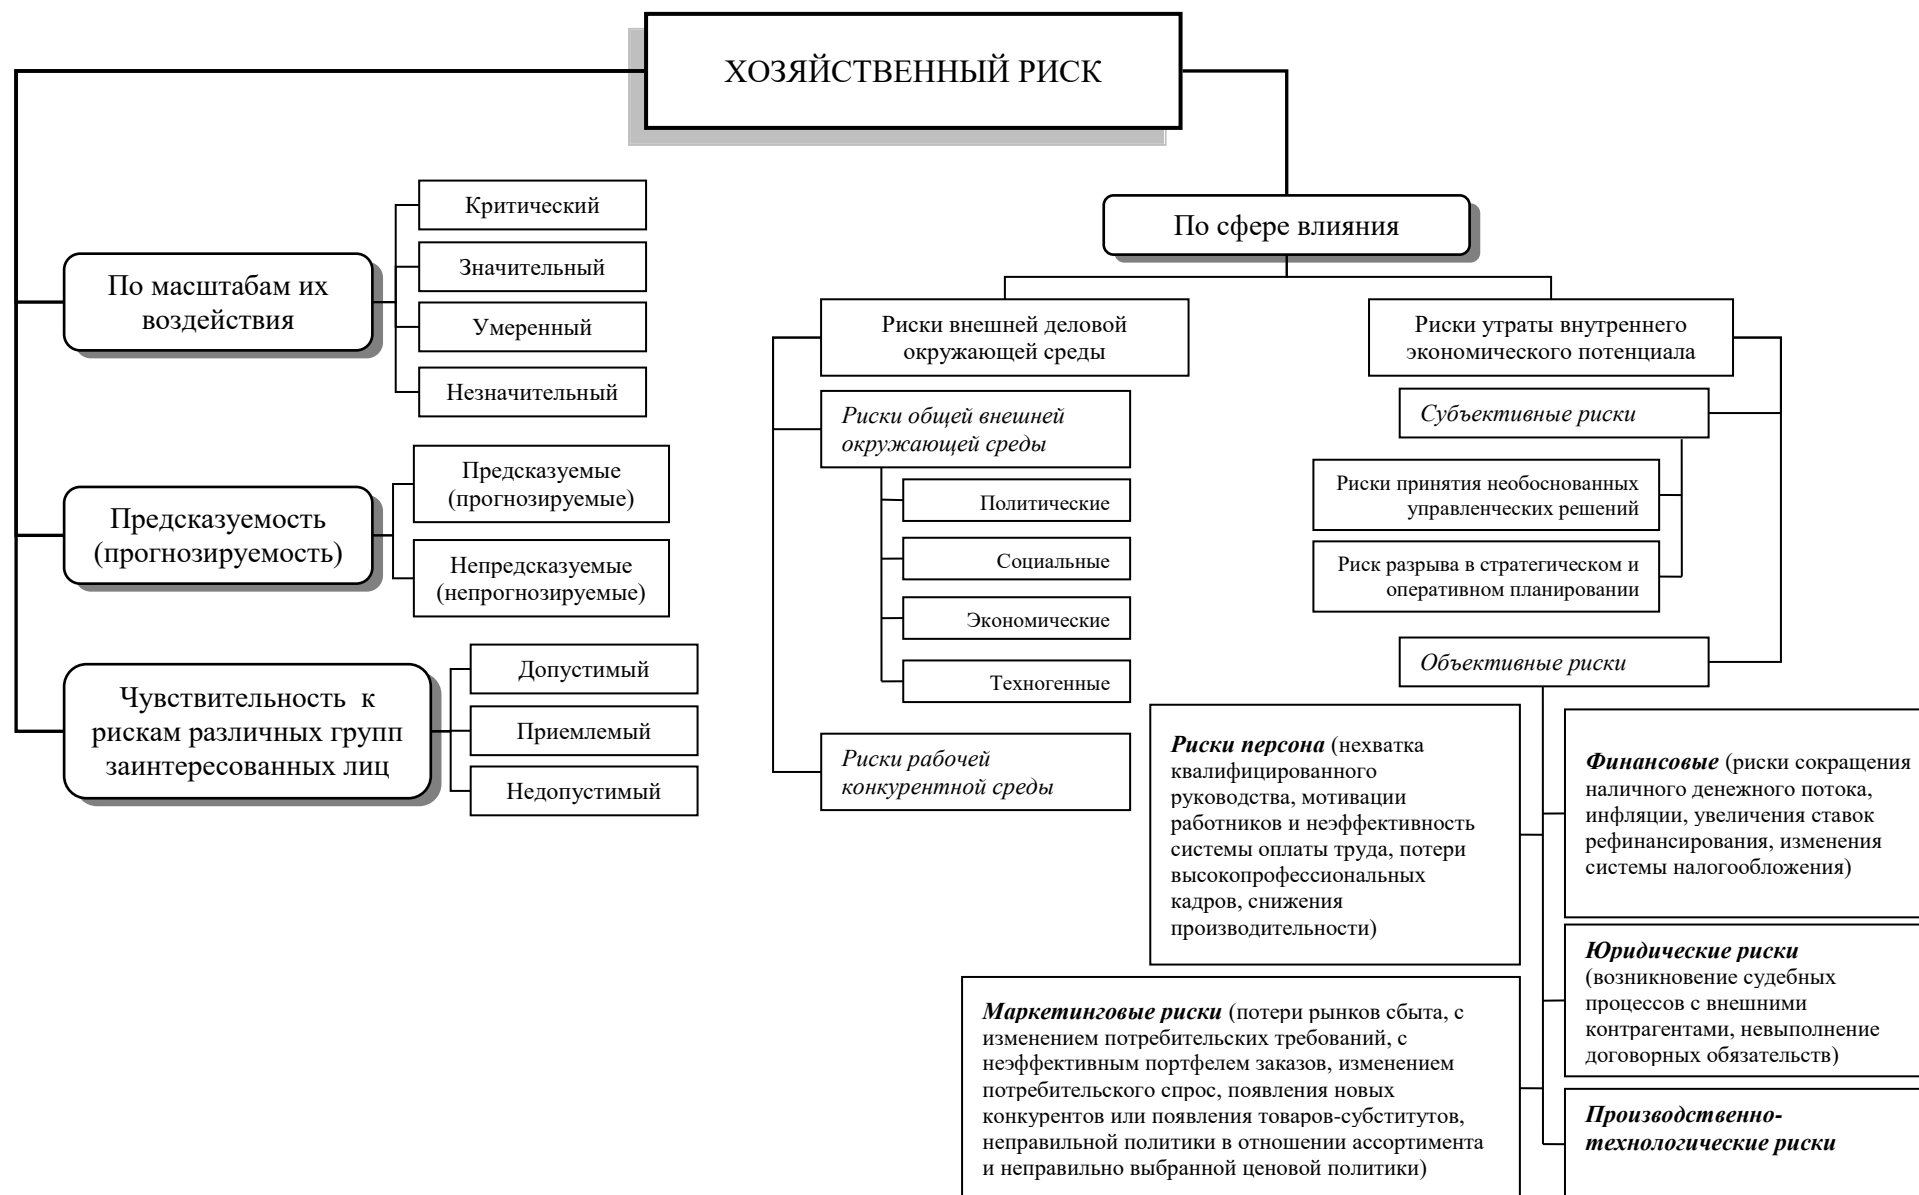 ХОЗЯЙСТВЕННЫЙ РИСК
По масштабам их
воздействия
Критический
Значительный
Умеренный
Незначительный
Предсказуемость
(прогнозируемость)
Предсказуемые
(прогнозируемые)
Непредсказуемые
(непрогнозируемые)
Чувствительность к
рискам различных групп
заинтересованных лиц
Допустимый
Приемлемый
Недопустимый
По сфере влияния
Риски внешней деловой
окружающей среды
Риски общей внешней
окружающей среды
Политические
Социальные
Экономические
Техногенные
Риски рабочей
конкурентной среды
Риски утраты внутреннего
экономического потенциала
Субъективные риски
Риски принятия необоснованных
управленческих решений
Риск разрыва в стратегическом и
оперативном планировании
Объективные риски
Риски персона (нехватка
квалифицированного
руководства, мотивации
работников и неэффективность
системы оплаты труда, потери
высокопрофессиональных
кадров, снижения
производительности)
Финансовые (риски сокращения
наличного денежного потока,
инфляции, увеличения ставок
рефинансирования, изменения
системы налогообложения)
Юридические риски
(возникновение судебных
процессов с внешними
контрагентами, невыполнение
договорных обязательств)
Маркетинговые риски (потери рынков сбыта, с
изменением потребительских требований, с
неэффективным портфелем заказов, изменением
потребительского спрос, появления новых
конкурентов или появления товаров-субститутов,
неправильной политики в отношении ассортимента
и неправильно выбранной ценовой политики)
Производственно-
технологические риски